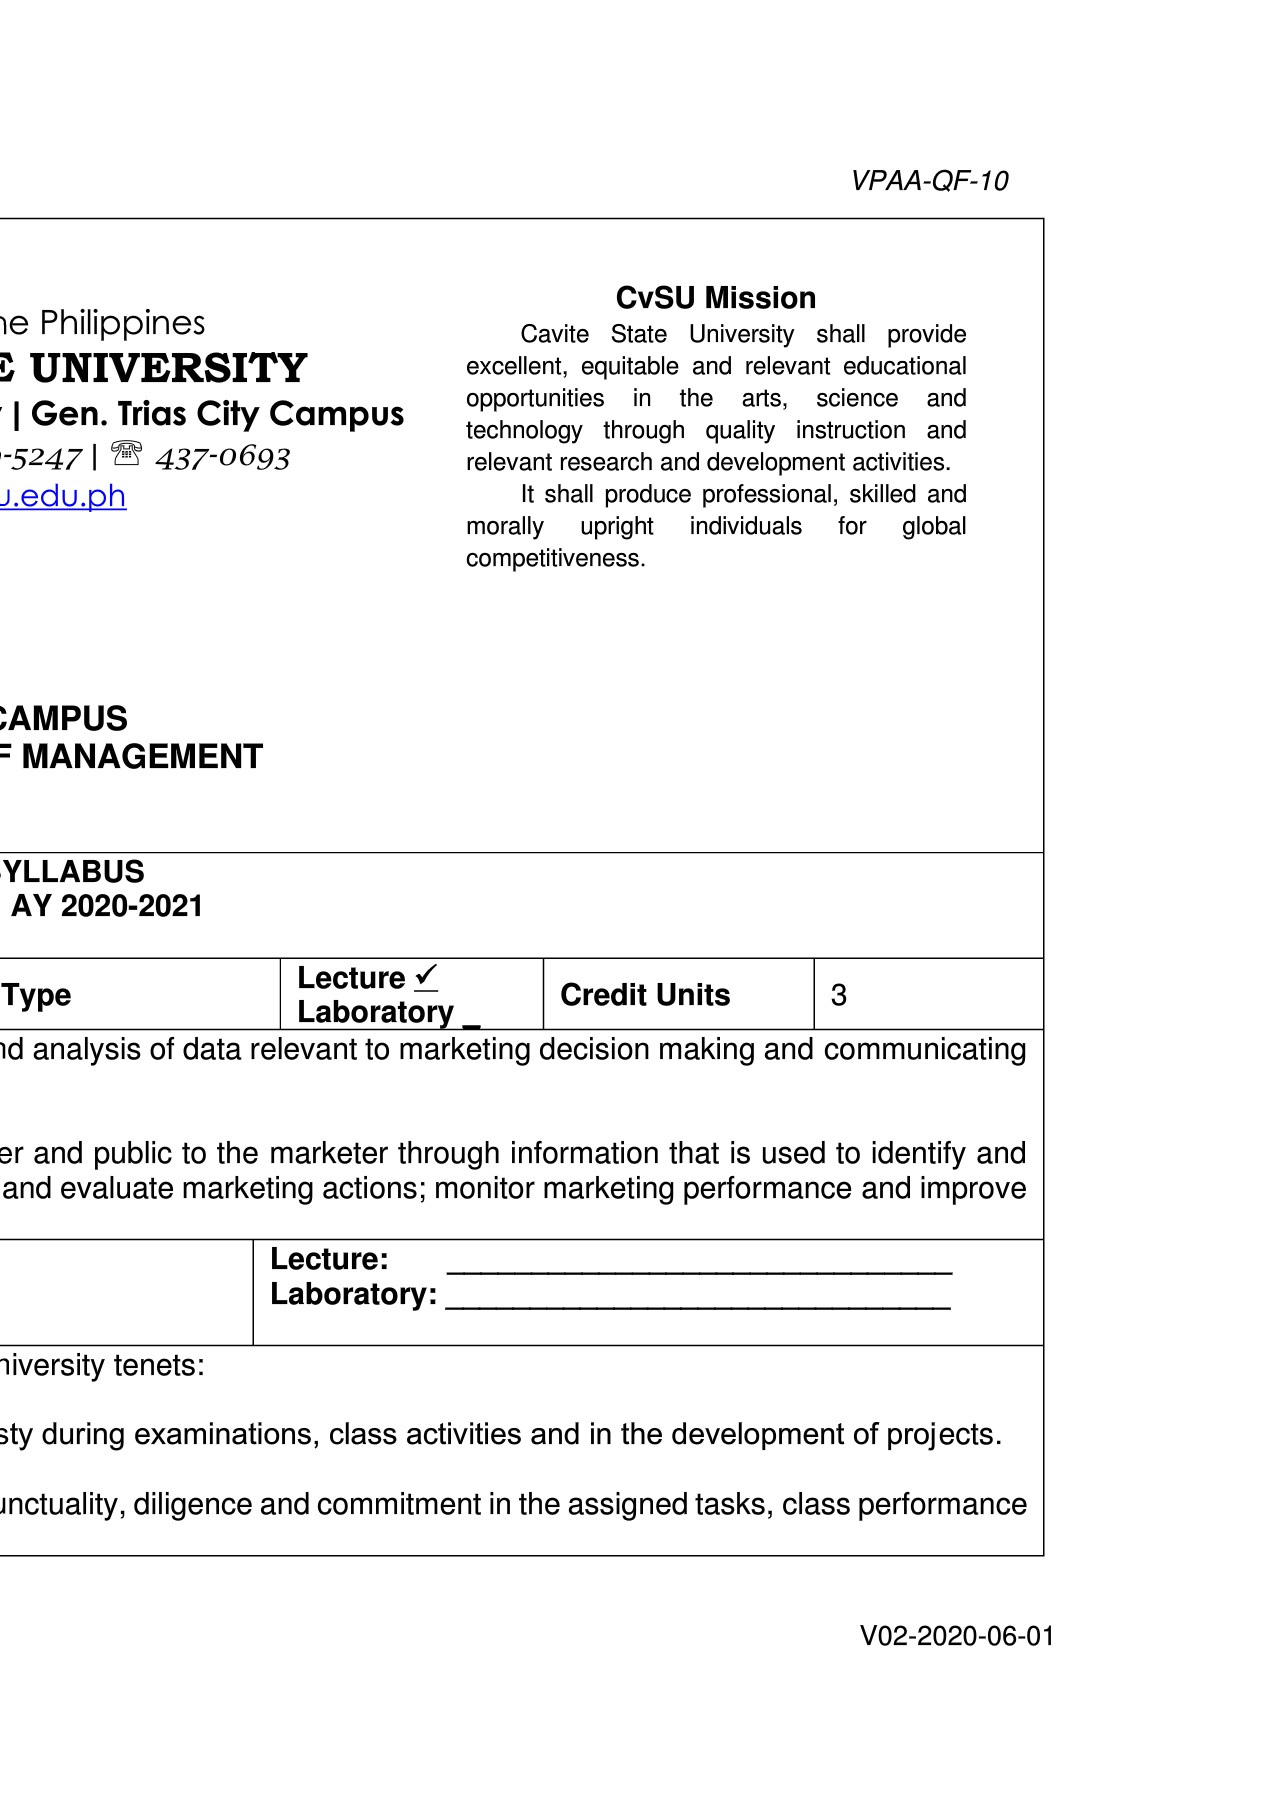 VPAA-QF-10
ne Philippines
E UNIVERSITY
y | Gen. Trias City Campus
-5247 | ☏ 437-0693
u.edu.ph
CvSU Mission
Cavite State University shall provide
excellent, equitable and relevant educational
opportunities in the arts, science and
technology through quality instruction and
relevant research and development activities.
It shall produce professional, skilled and
morally upright individuals for global
competitiveness.
CAMPUS
F MANAGEMENT
SYLLABUS
AY 2020-2021
Type
Lecture ✓
Laboratory _
Credit Units
3
nd analysis of data relevant to marketing decision making and communicating
er and public to the marketer through information that is used to identify and
and evaluate marketing actions; monitor marketing performance and improve
Lecture: ______________________________
Laboratory: ______________________________
niversity tenets:
sty during examinations, class activities and in the development of projects.
unctuality, diligence and commitment in the assigned tasks, class performance
V02-2020-06-01